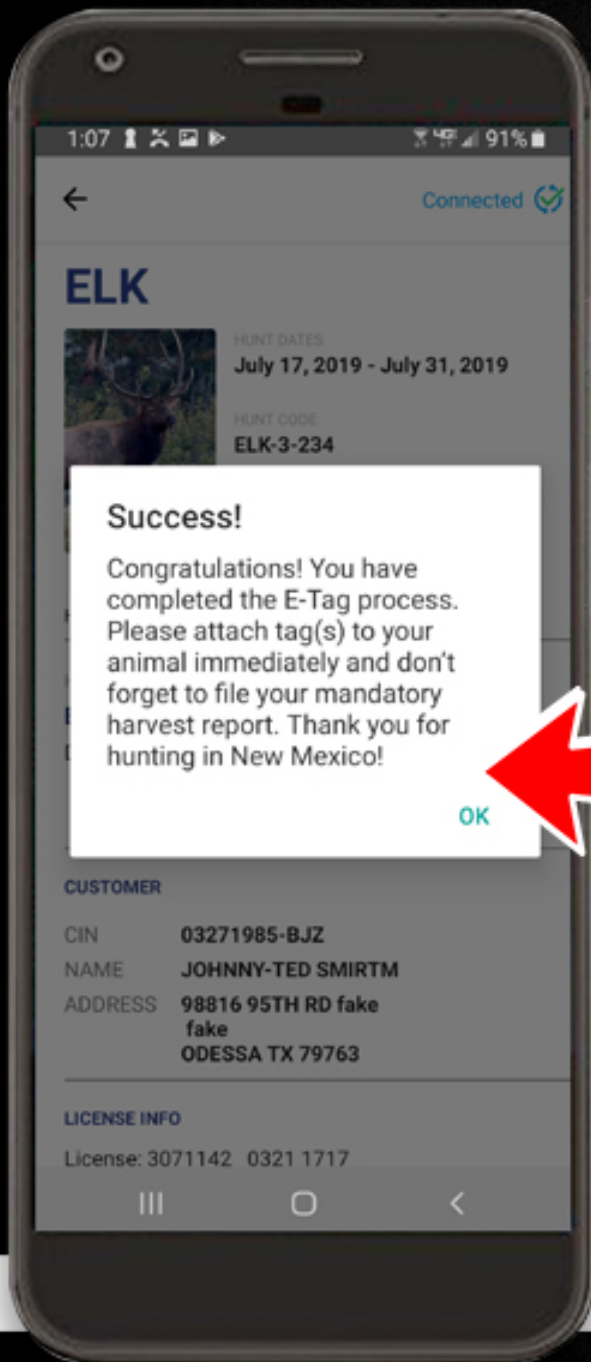 1:07 91%
Connected
ELK
HUNT DATES
July 17, 2019 - July 31, 2019
HUNT CODE
ELK-3-234
Success!
Congratulations! You have
completed the E-Tag process.
Please attach tag(s) to your
animal immediately and don't
forget to file your mandatory
harvest report. Thank you for
hunting in New Mexico!
OK
CUSTOMER
CIN 03271985-BJZ
NAME JOHNNY-TED SMIRTM
ADDRESS 98816 95TH RD fake
fake
ODESSA TX 79763
LICENSE INFO
License: 3071142 0321 1717